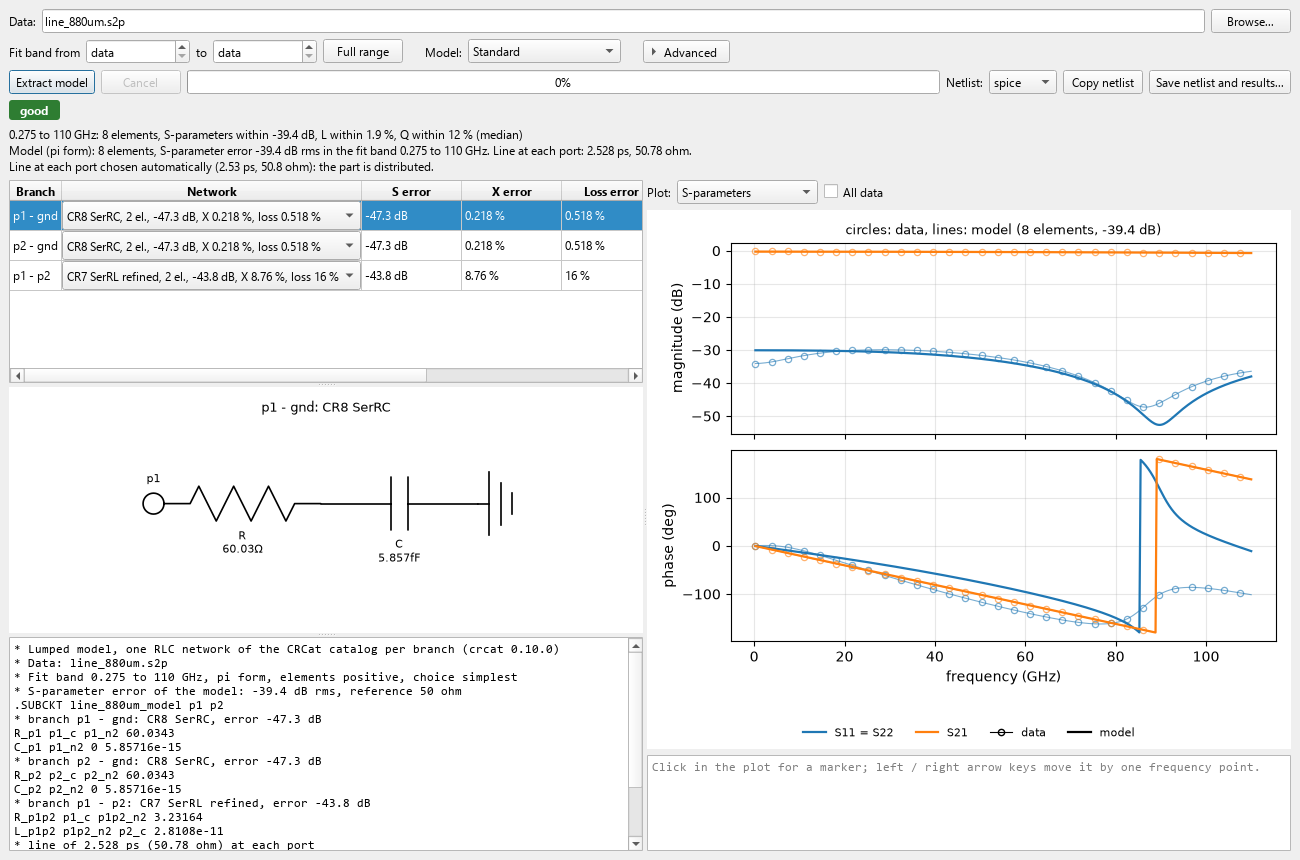 Data: line_880um.s2p Browse...
Fit band from data to data Full range Model: Standard Advanced
Extract model Cancel 0% Netlist: spice Copy netlist Save netlist and results...
good
0.275 to 110 GHz: 8 elements, S-parameters within -39.4 dB, L within 1.9 %, Q within 12 % (median)
Model (pi form): 8 elements, S-parameter error -39.4 dB rms in the fit band 0.275 to 110 GHz. Line at each port: 2.528 ps, 50.78 ohm.
Line at each port chosen automatically (2.53 ps, 50.8 ohm): the part is distributed.
Branch Network S error X error Loss error
p1 - gnd CR8 SerRC, 2 el., -47.3 dB, X 0.218 %, loss 0.518 % -47.3 dB 0.218 % 0.518 %
p2 - gnd CR8 SerRC, 2 el., -47.3 dB, X 0.218 %, loss 0.518 % -47.3 dB 0.218 % 0.518 %
p1 - p2 CR7 SerRL refined, 2 el., -43.8 dB, X 8.76 %, loss 16 % -43.8 dB 8.76 % 16 %
p1 - gnd: CR8 SerRC
p1
R
60.03Ω
C
5.857fF
* Lumped model, one RLC network of the CRCat catalog per branch (crcat 0.10.0)
* Data: line_880um.s2p
* Fit band 0.275 to 110 GHz, pi form, elements positive, choice simplest
* S-parameter error of the model: -39.4 dB rms, reference 50 ohm
.SUBCKT line_880um_model p1 p2
* branch p1 - gnd: CR8 SerRC, error -47.3 dB
R_p1 p1_c p1_n2 60.0343
C_p1 p1_n2 0 5.85716e-15
* branch p2 - gnd: CR8 SerRC, error -47.3 dB
R_p2 p2_c p2_n2 60.0343
C_p2 p2_n2 0 5.85716e-15
* branch p1 - p2: CR7 SerRL refined, error -43.8 dB
R_p1p2 p1_c p1p2_n2 3.23164
L_p1p2 p1p2_n2 p2_c 2.8108e-11
* line of 2.528 ps (50.78 ohm) at each port
Plot: S-parameters All data
circles: data, lines: model (8 elements, -39.4 dB)
magnitude (dB)
0
−10
−20
−30
−40
−50
phase (deg)
100
0
−100
0 20 40 60 80 100
frequency (GHz)
S11 = S22 S21 data model
Click in the plot for a marker; left / right arrow keys move it by one frequency point.